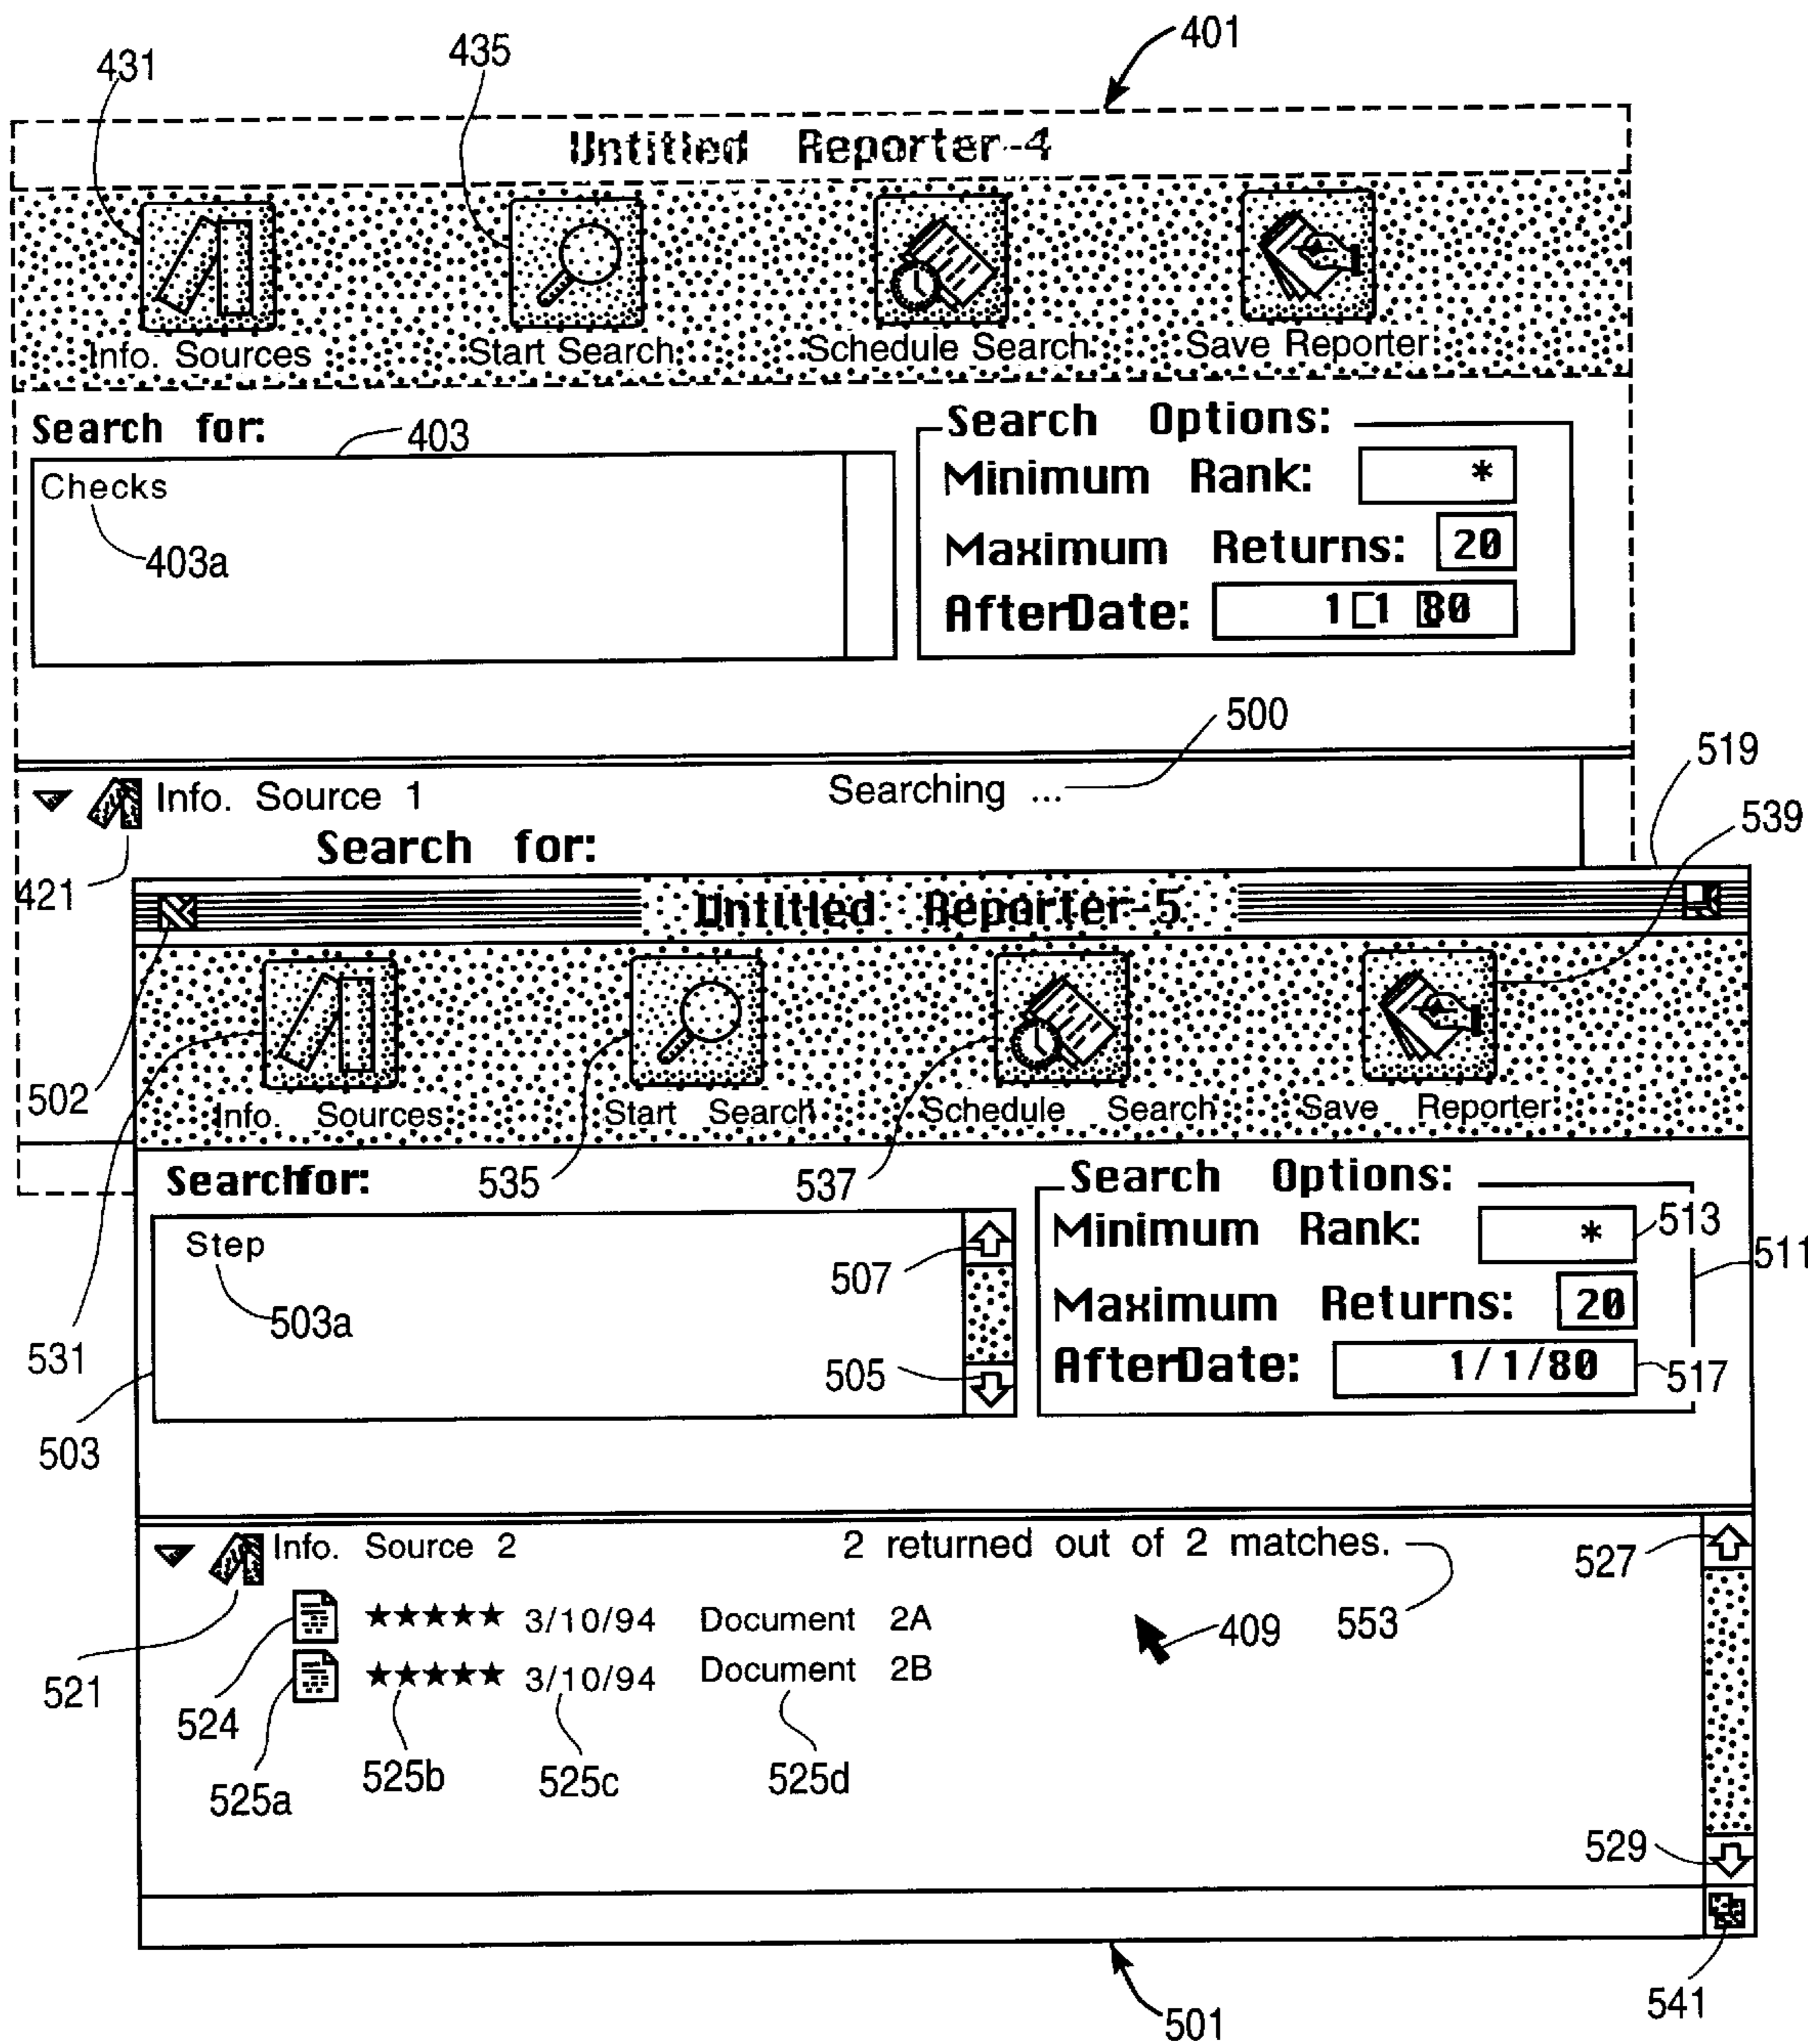 401
431
435
Untitled Reporter-4
Info. Sources Start Search Schedule Search Save Reporter
Search for:
403
Search Options:
Checks
Minimum Rank: *
403a
Maximum Returns: 20
AfterDate: 1 1 80
500
519
Info. Source 1 Searching ...
539
Search for:
421
Untitled Reporter-5
502
Info. Sources Start Search Schedule Search Save Reporter
Searchfor:
535
537
Search Options:
Step
Minimum Rank: *
513
507
511
503a
Maximum Returns: 20
531
505
AfterDate: 1/1/80
517
503
Info. Source 2 2 returned out of 2 matches.
527
★★★★★ 3/10/94 Document 2A
409
553
★★★★★ 3/10/94 Document 2B
521
524
525a
525b
525c
525d
529
541
501